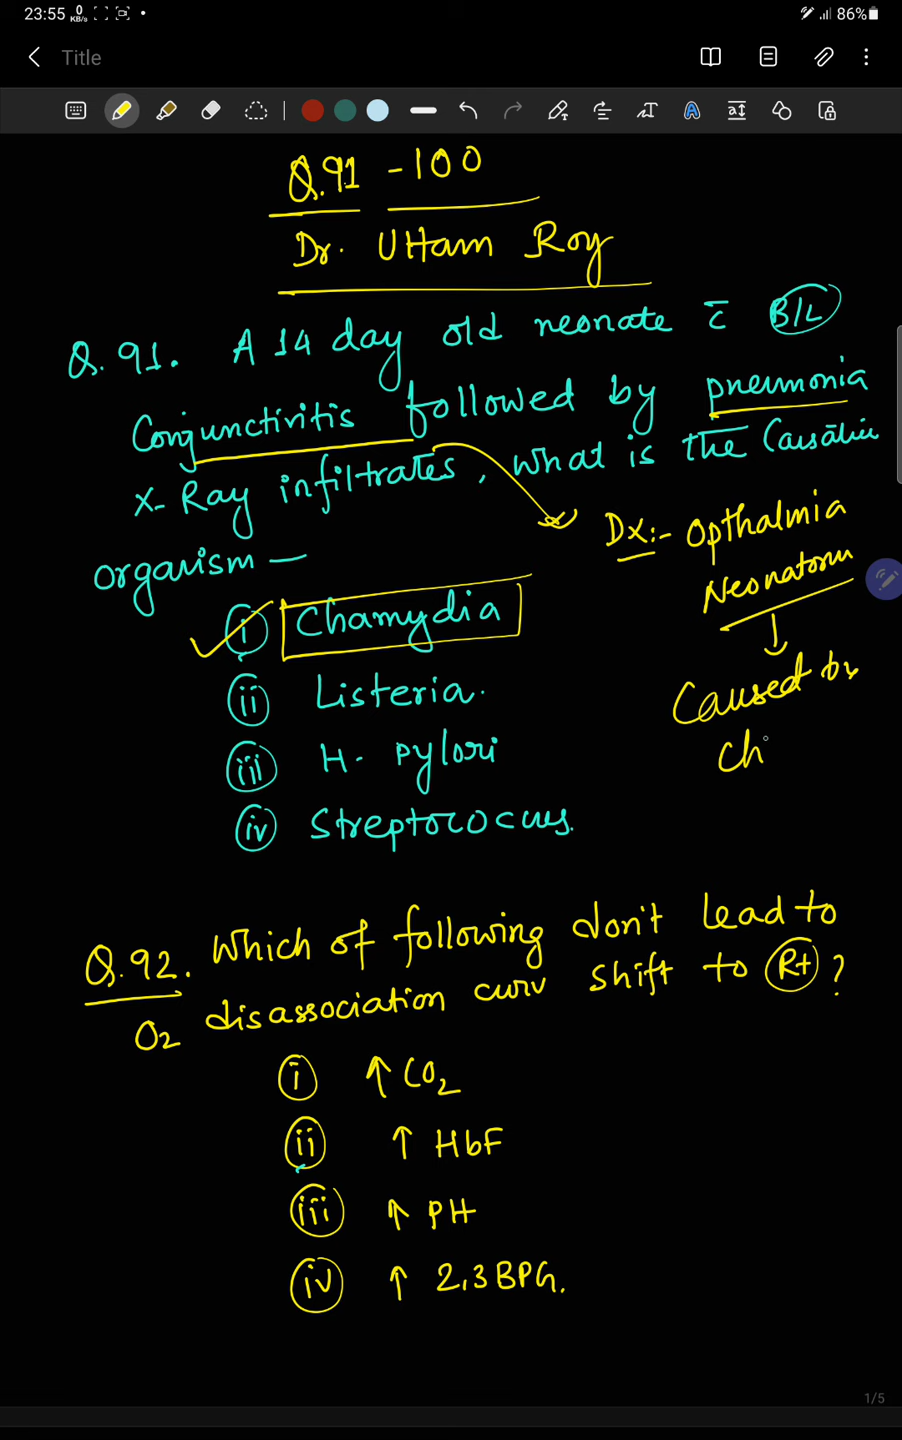 23:55 0 KB/s 86%
Title
Q.91 - 100
Dr. Uttam Roy
Q. 91. A 14 day old neonate c̄ B/L
Conjunctivitis followed by pneumonia
X-Ray infiltrates, what is the Causative
organism —
Dx:- Opthalmia
Neonatorum
Caused by
Ch
i Chamydia
ii Listeria.
iii H. pylori
iv Streptococcus.
Q.92. Which of following don't lead to
O2 disassociation curv shift to Rt ?
i ↑ CO2
ii ↑ HbF
iii ↑ PH
iv ↑ 2,3 BPG.
1/5